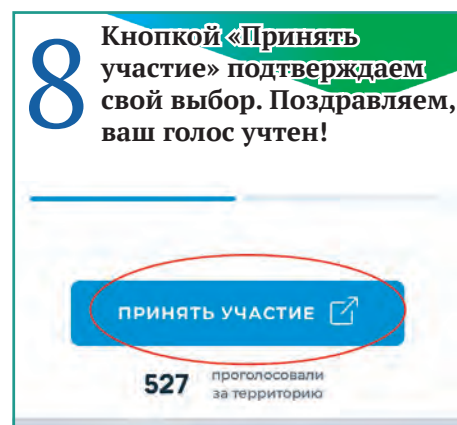 8
Кнопкой «Принять
участие» подтверждаем
свой выбор. Поздравляем,
ваш голос учтен!
ПРИНЯТЬ УЧАСТИЕ
527 проголосовали
за территорию